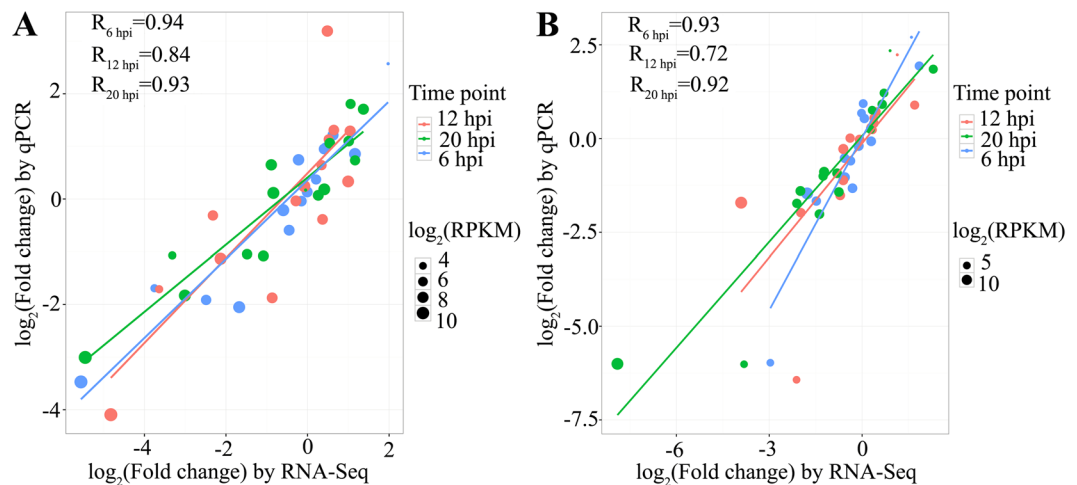 A
R6 hpi=0.94
R12 hpi=0.84
R20 hpi=0.93
log2(Fold change) by qPCR
2
0
-2
-4
-4
-2
0
2
log2(Fold change) by RNA-Seq
Time point
12 hpi
20 hpi
6 hpi
log2(RPKM)
4
6
8
10
B
R6 hpi=0.93
R12 hpi=0.72
R20 hpi=0.92
log2(Fold change) by qPCR
2.5
0.0
-2.5
-5.0
-7.5
-6
-3
0
log2(Fold change) by RNA-Seq
Time point
12 hpi
20 hpi
6 hpi
log2(RPKM)
5
10